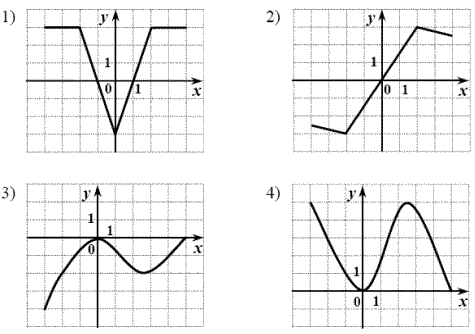 1) y 1 0 1 x
2) y 1 0 1 x
3) y 1 1 0 x
4) y 1 0 1 x